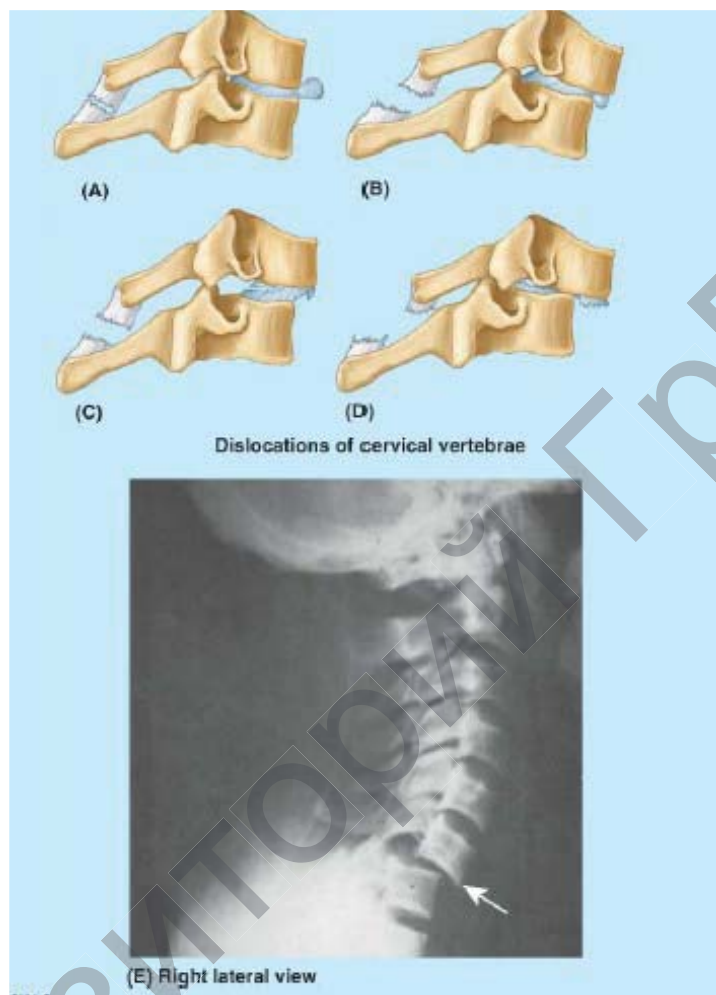 (A)
(B)
(C)
(D)
Dislocations of cervical vertebrae
(E) Right lateral view